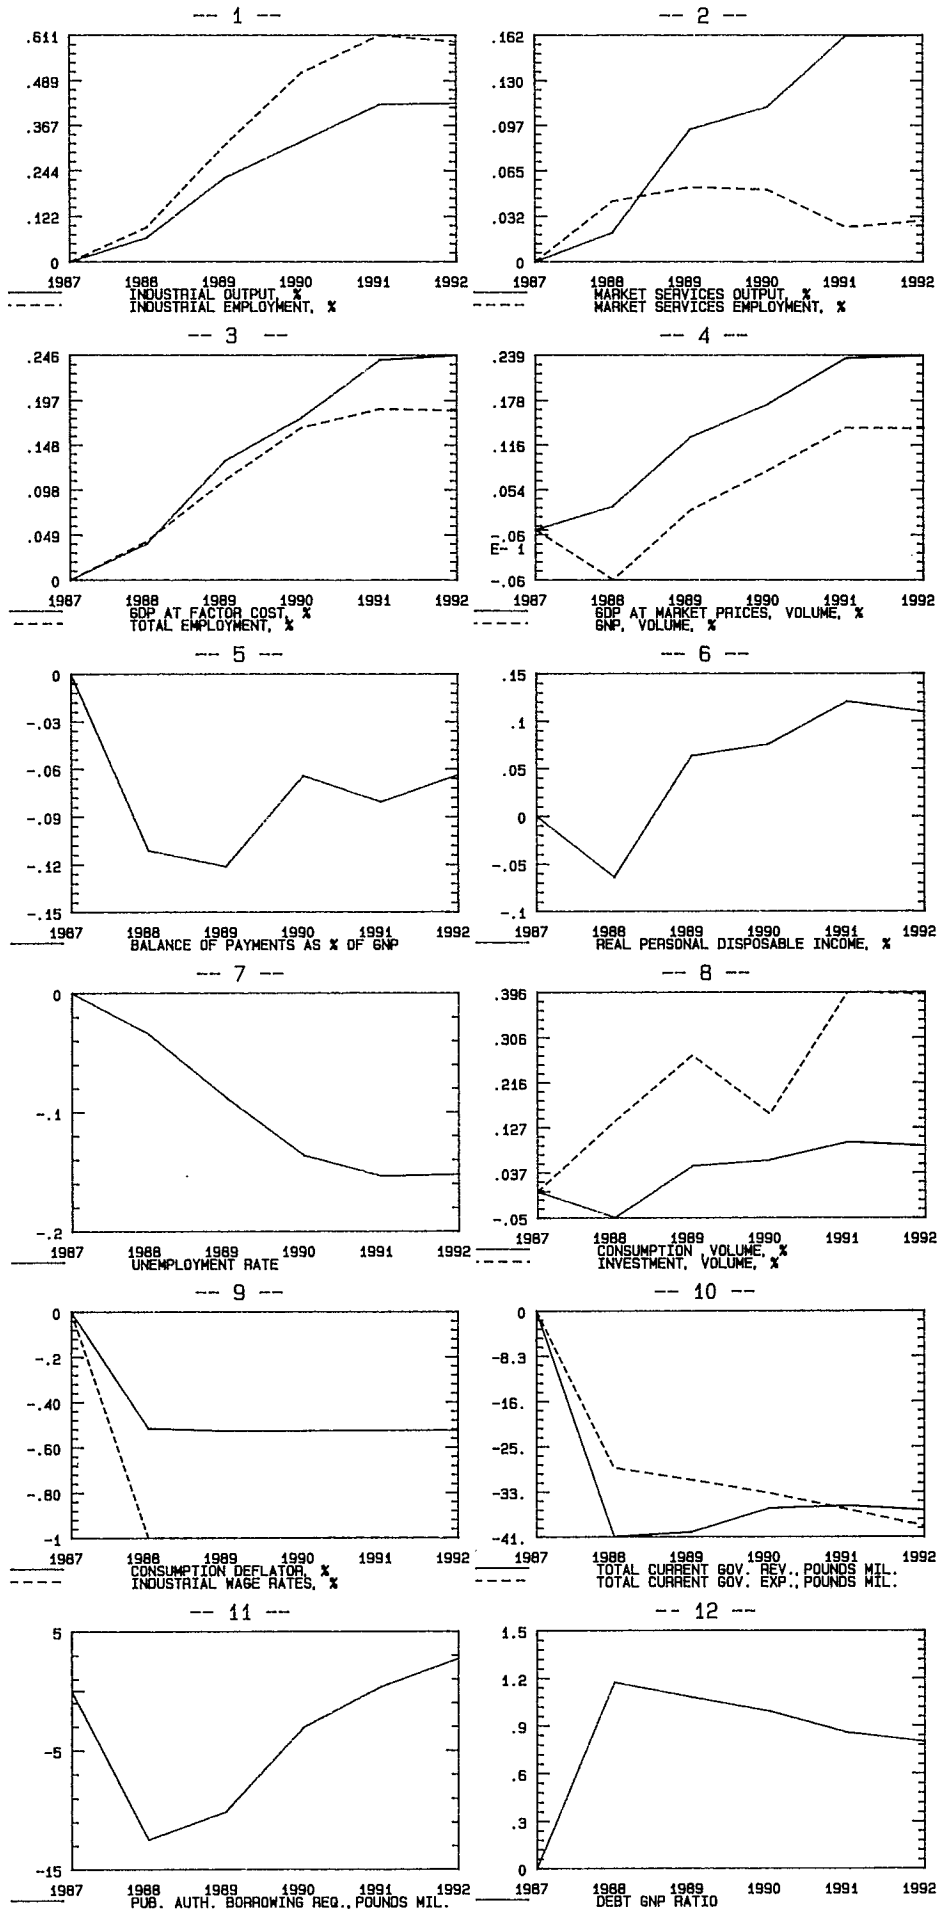 -- 1 --
.611
.489
.367
.244
.122
0
1987 1988 1989 1990 1991 1992
INDUSTRIAL OUTPUT, %
INDUSTRIAL EMPLOYMENT, %
-- 2 --
.162
.130
.097
.065
.032
0
1987 1988 1989 1990 1991 1992
MARKET SERVICES OUTPUT, %
MARKET SERVICES EMPLOYMENT, %
-- 3 --
.246
.197
.148
.098
.049
0
1987 1988 1989 1990 1991 1992
GDP AT FACTOR COST, %
TOTAL EMPLOYMENT, %
-- 4 --
.239
.178
.116
.054
-.06
E- 1
-.06
1987 1988 1989 1990 1991 1992
GDP AT MARKET PRICES, VOLUME, %
GNP, VOLUME, %
-- 5 --
0
-.03
-.06
-.09
-.12
-.15
1987 1988 1989 1990 1991 1992
BALANCE OF PAYMENTS AS % OF GNP
-- 6 --
.15
.1
.05
0
-.05
-.1
1987 1988 1989 1990 1991 1992
REAL PERSONAL DISPOSABLE INCOME, %
-- 7 --
0
-.1
-.2
1987 1988 1989 1990 1991 1992
UNEMPLOYMENT RATE
-- 8 --
.396
.306
.216
.127
.037
-.05
1987 1988 1989 1990 1991 1992
CONSUMPTION , VOLUME, %
INVESTMENT, VOLUME, %
-- 9 --
0
-.2
-.40
-.60
-.80
-1
1987 1988 1989 1990 1991 1992
CONSUMPTION DEFLATOR, %
INDUSTRIAL WAGE RATES, %
-- 10 --
0
-8.3
-16.
-25.
-33.
-41.
1987 1988 1989 1990 1991 1992
TOTAL CURRENT GOV. REV., POUNDS MIL.
TOTAL CURRENT GOV. EXP., POUNDS MIL.
-- 11 --
5
-5
-15
1987 1988 1989 1990 1991 1992
PUB. AUTH. BORROWING REQ., POUNDS MIL.
-- 12 --
1.5
1.2
.9
.6
.3
0
1987 1988 1989 1990 1991 1992
DEBT GNP RATIO